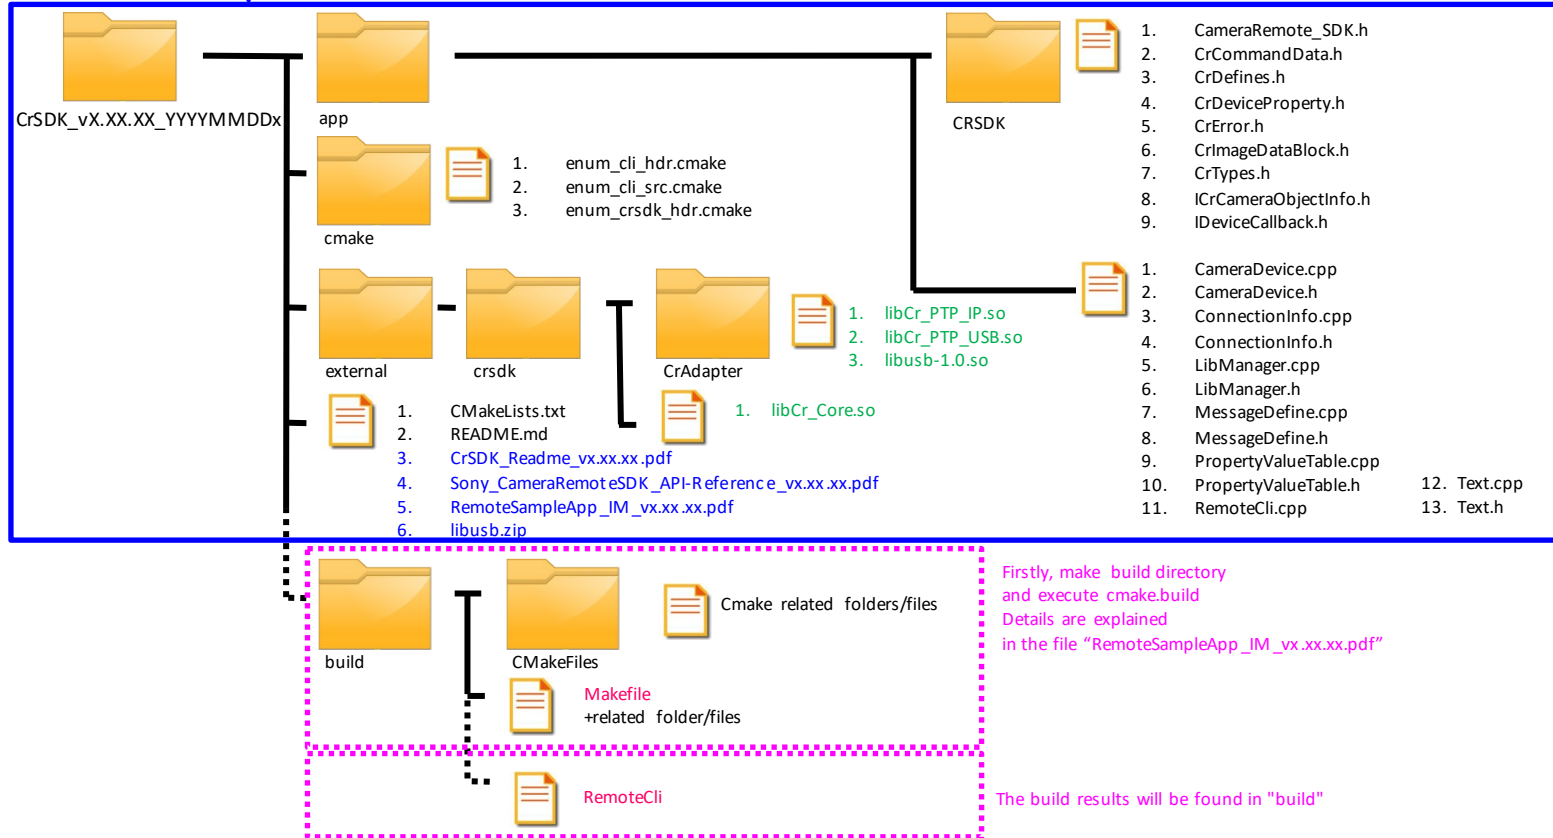 CrSDK_vX.XX.XX_YYYYMMDDx
app
CRSDK
1. CameraRemote_SDK.h
2. CrCommandData.h
3. CrDefines.h
4. CrDeviceProperty.h
5. CrError.h
6. CrImageDataBlock.h
7. CrTypes.h
8. ICrCameraObjectInfo.h
9. IDeviceCallback.h
cmake
1. enum_cli_hdr.cmake
2. enum_cli_src.cmake
3. enum_crsdk_hdr.cmake
1. CameraDevice.cpp
2. CameraDevice.h
3. ConnectionInfo.cpp
4. ConnectionInfo.h
5. LibManager.cpp
6. LibManager.h
7. MessageDefine.cpp
8. MessageDefine.h
9. PropertyValueTable.cpp
10. PropertyValueTable.h
11. RemoteCli.cpp
12. Text.cpp
13. Text.h
external
crsdk
CrAdapter
1. libCr_PTP_IP.so
2. libCr_PTP_USB.so
3. libusb-1.0.so
1. libCr_Core.so
1. CMakeLists.txt
2. README.md
3. CrSDK_Readme_vx.xx.xx.pdf
4. Sony_CameraRemoteSDK_API-Reference_vx.xx.xx.pdf
5. RemoteSampleApp_IM_vx.xx.xx.pdf
6. libusb.zip
build
CMakeFiles
Cmake related folders/files
Makefile
+related folder/files
RemoteCli
Firstly, make build directory
and execute cmake.build
Details are explained
in the file “RemoteSampleApp_IM_vx.xx.xx.pdf”
The build results will be found in "build"